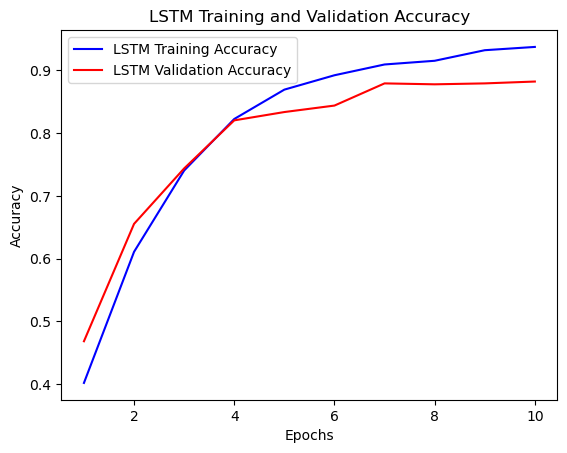 LSTM Training and Validation Accuracy
LSTM Training Accuracy
LSTM Validation Accuracy
Accuracy
0.9
0.8
0.7
0.6
0.5
0.4
2 4 6 8 10
Epochs